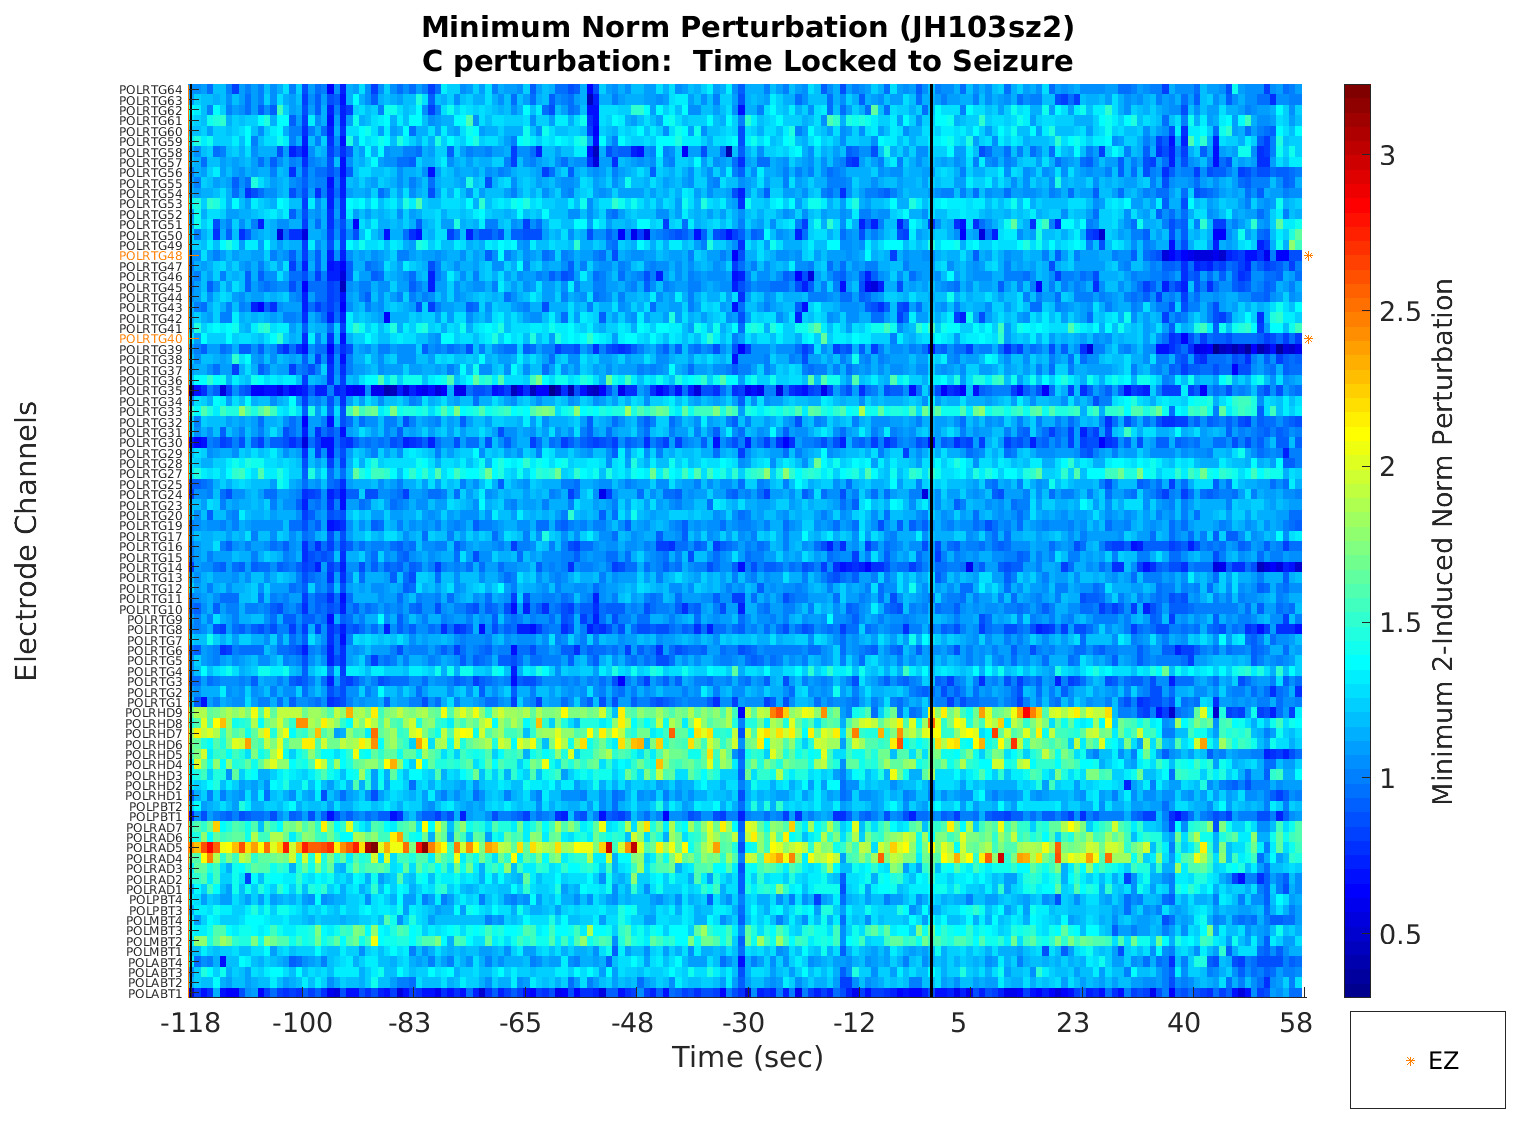 Minimum Norm Perturbation (JH103sz2)
C perturbation:  Time Locked to Seizure
Electrode Channels
POLRTG64
POLRTG63
POLRTG62
POLRTG61
POLRTG60
POLRTG59
POLRTG58
POLRTG57
POLRTG56
POLRTG55
POLRTG54
POLRTG53
POLRTG52
POLRTG51
POLRTG50
POLRTG49
POLRTG48
POLRTG47
POLRTG46
POLRTG45
POLRTG44
POLRTG43
POLRTG42
POLRTG41
POLRTG40
POLRTG39
POLRTG38
POLRTG37
POLRTG36
POLRTG35
POLRTG34
POLRTG33
POLRTG32
POLRTG31
POLRTG30
POLRTG29
POLRTG28
POLRTG27
POLRTG25
POLRTG24
POLRTG23
POLRTG20
POLRTG19
POLRTG17
POLRTG16
POLRTG15
POLRTG14
POLRTG13
POLRTG12
POLRTG11
POLRTG10
POLRTG9
POLRTG8
POLRTG7
POLRTG6
POLRTG5
POLRTG4
POLRTG3
POLRTG2
POLRTG1
POLRHD9
POLRHD8
POLRHD7
POLRHD6
POLRHD5
POLRHD4
POLRHD3
POLRHD2
POLRHD1
POLPBT2
POLPBT1
POLRAD7
POLRAD6
POLRAD5
POLRAD4
POLRAD3
POLRAD2
POLRAD1
POLPBT4
POLPBT3
POLMBT4
POLMBT3
POLMBT2
POLMBT1
POLABT4
POLABT3
POLABT2
POLABT1
-118 -100 -83 -65 -48 -30 -12 5 23 40 58
Time (sec)
3
2.5
2
1.5
1
0.5
Minimum 2-Induced Norm Perturbation
EZ